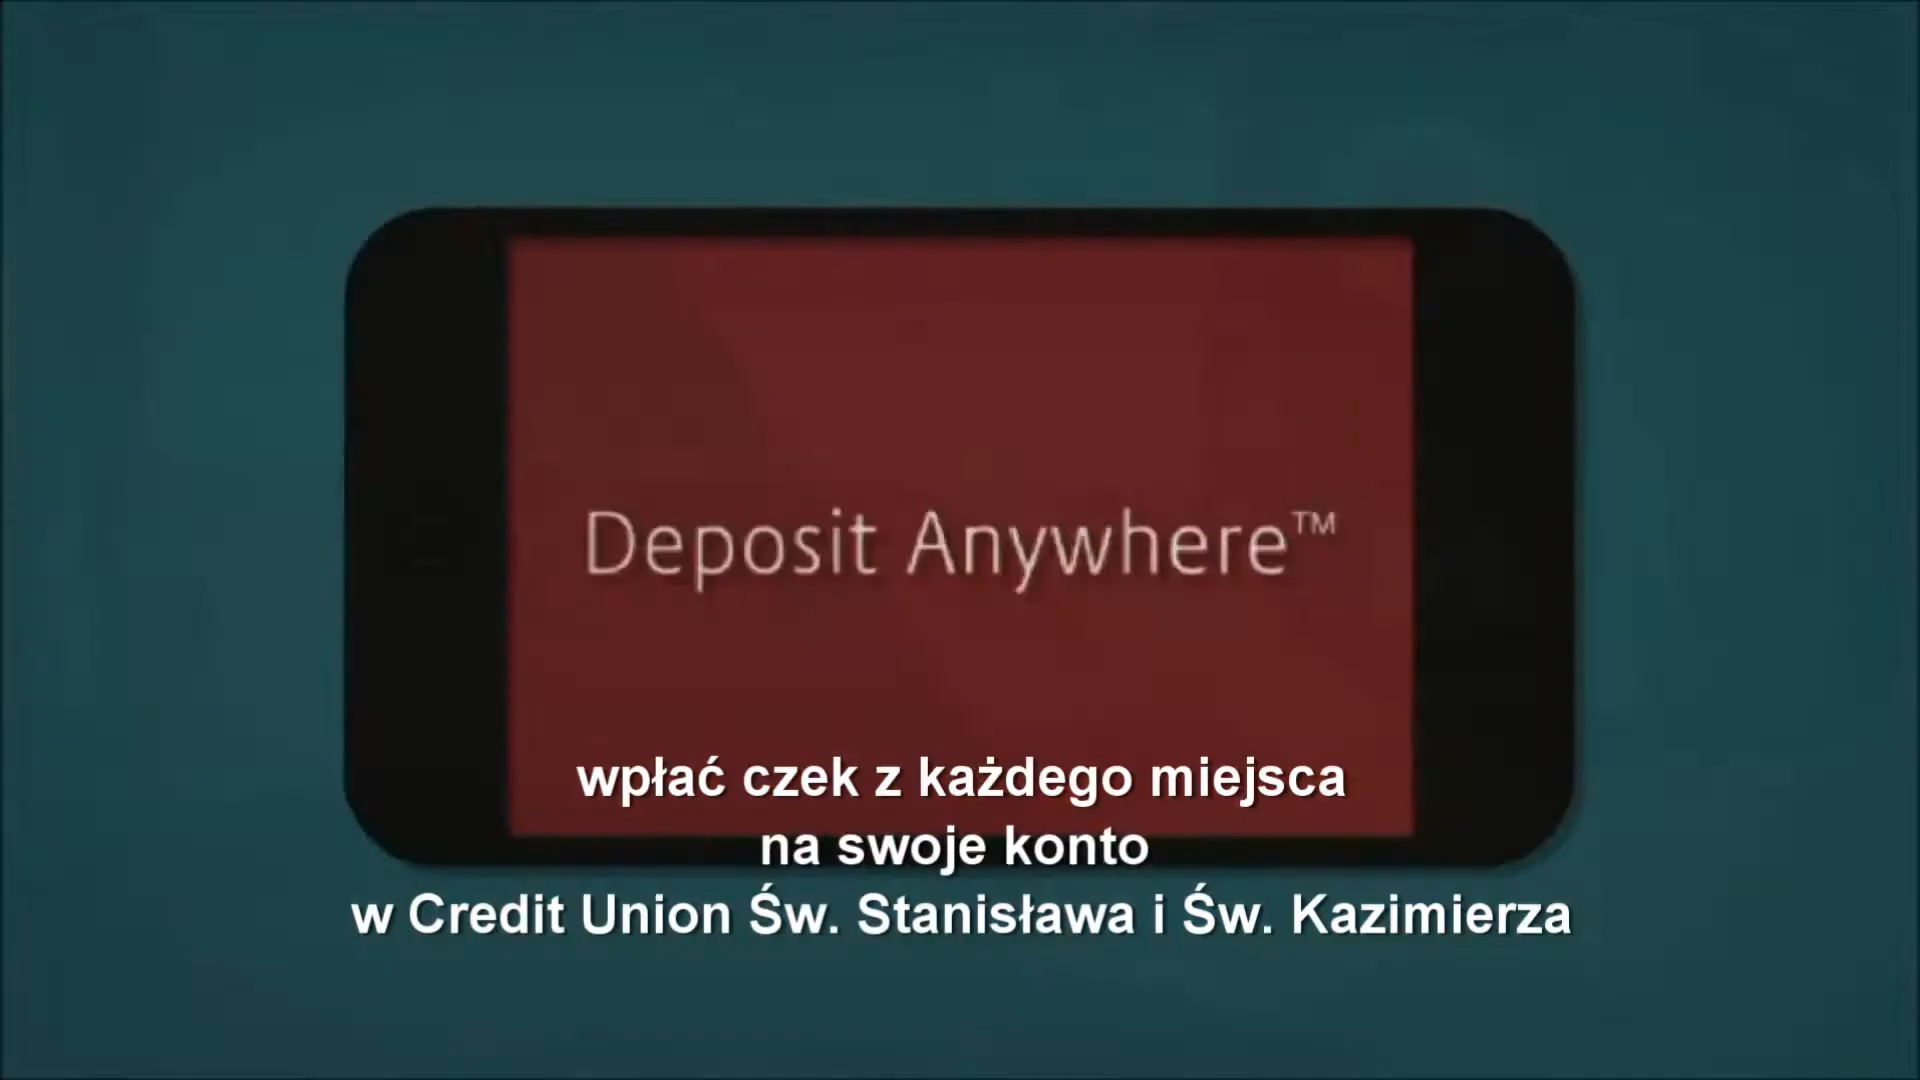 Deposit Anywhere™
wpłać czek z każdego miejsca
na swoje konto
w Credit Union Św. Stanisława i Św. Kazimierza